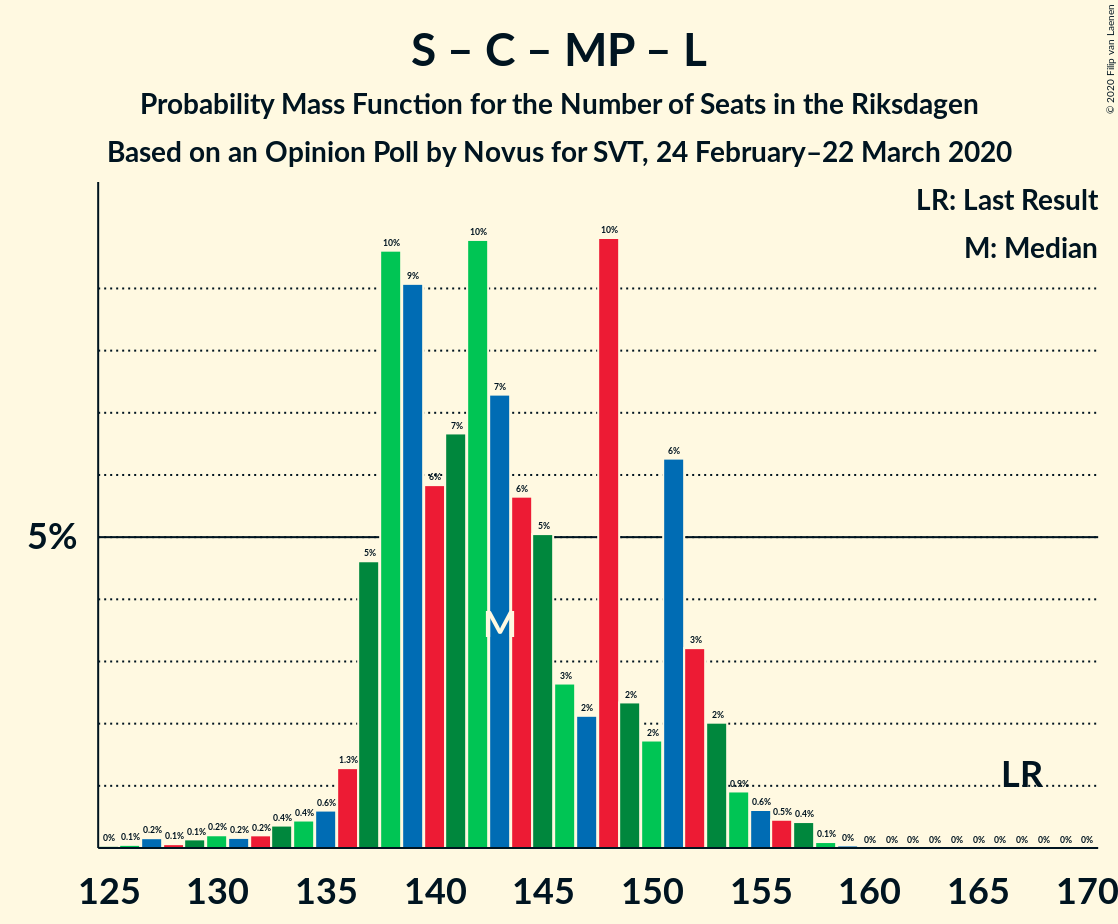 S – C – MP – L
Probability Mass Function for the Number of Seats in the Riksdagen
Based on an Opinion Poll by Novus for SVT, 24 February–22 March 2020
© 2020 Filip van Laenen
LR: Last Result
M: Median
5%
0% 0.1% 0.2% 0.1% 0.1% 0.2% 0.2% 0.2% 0.4% 0.4% 0.6% 1.3% 5% 10% 9% 6% 7% 10% 7% 6% 5% 3% 2% 10% 2% 2% 6% 3% 2% 0.9% 0.6% 0.5% 0.4% 0.1% 0% 0% 0% 0% 0% 0% 0% 0% 0% 0% 0% 0%
M
LR
125 130 135 140 145 150 155 160 165 170